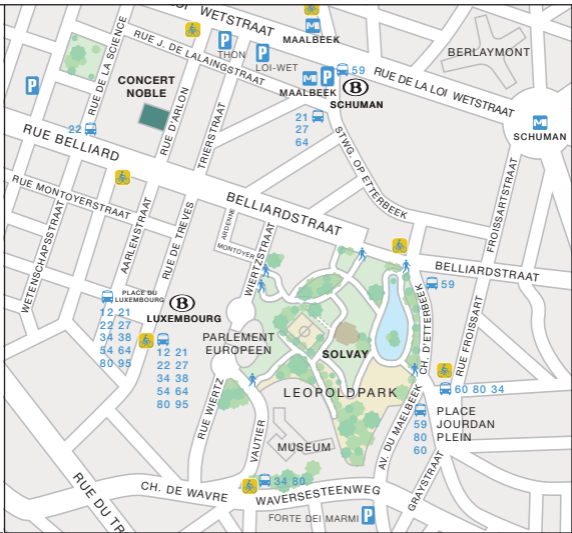 LOI WETSTRAAT
MAALBEEK
BERLAYMONT
RUE DE LA SCIENCE
RUE J. DE LALAINGSTRAAT
P
THON
P
LOI-WET
P
CONCERT
NOBLE
M
P
59
MAALBEEK
B
SCHUMAN
RUE DE LA LOI WETSTRAAT
M
SCHUMAN
22
RUE BELLIARD
RUE D'ARLON
TRIERSTRAAT
21
27
64
STWG. OP ETTERBEEK
FROISSARTSTRAAT
RUE MONTOYERSTRAAT
BELLIARDSTRAAT
WETENSCHAPSSTRAAT
AARLENSTRAAT
RUE DE TREVES
ARDENNE
MONTOYER
WIERTZSTRAAT
BELLIARDSTRAAT
59
PLACE DU
LUXEMBOURG
B
LUXEMBOURG
12 21
22 27
34 38
54 64
80 95
12 21
22 27
34 38
54 64
80 95
PARLEMENT
EUROPEEN
SOLVAY
CH. D'ETTERBEEK
RUE FROISSART
LEOPOLDPARK
60 80 34
59
80
60
PLACE
JOURDAN
PLEIN
RUE WIERTZ
VAUTIER
MUSEUM
AV. DU MAELBEEK
GRAYSTRAAT
RUE DU TR
CH. DE WAVRE
34 80
WAVERSESTEENWEG
FORTE DEI MARMI
P